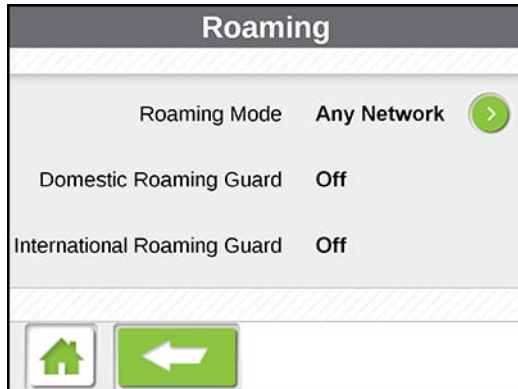 Roaming
Roaming Mode Any Network
Domestic Roaming Guard Off
International Roaming Guard Off